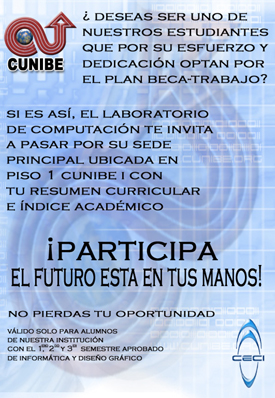 ¿ DESEAS SER UNO DE
NUESTROS ESTUDIANTES
QUE POR SU ESFUERZO Y
DEDICACIÓN OPTAN POR
EL PLAN BECA-TRABAJO?
CUNIBE
SI ES ASÍ, EL LABORATORIO
DE COMPUTACIÓN TE INVITA
A PASAR POR SU SEDE
PRINCIPAL UBICADA EN
PISO 1 CUNIBE I CON
TU RESUMEN CURRICULAR
E ÍNDICE ACADÉMICO
¡PARTICIPA
EL FUTURO ESTA EN TUS MANOS!
NO PIERDAS TU OPORTUNIDAD
VÁLIDO SOLO PARA ALUMNOS
DE NUESTRA INSTITUCIÓN
CON EL 1ERO, 2DO Y 3ER SEMESTRE APROBADO
DE INFORMÁTICA Y DISEÑO GRÁFICO
CECI